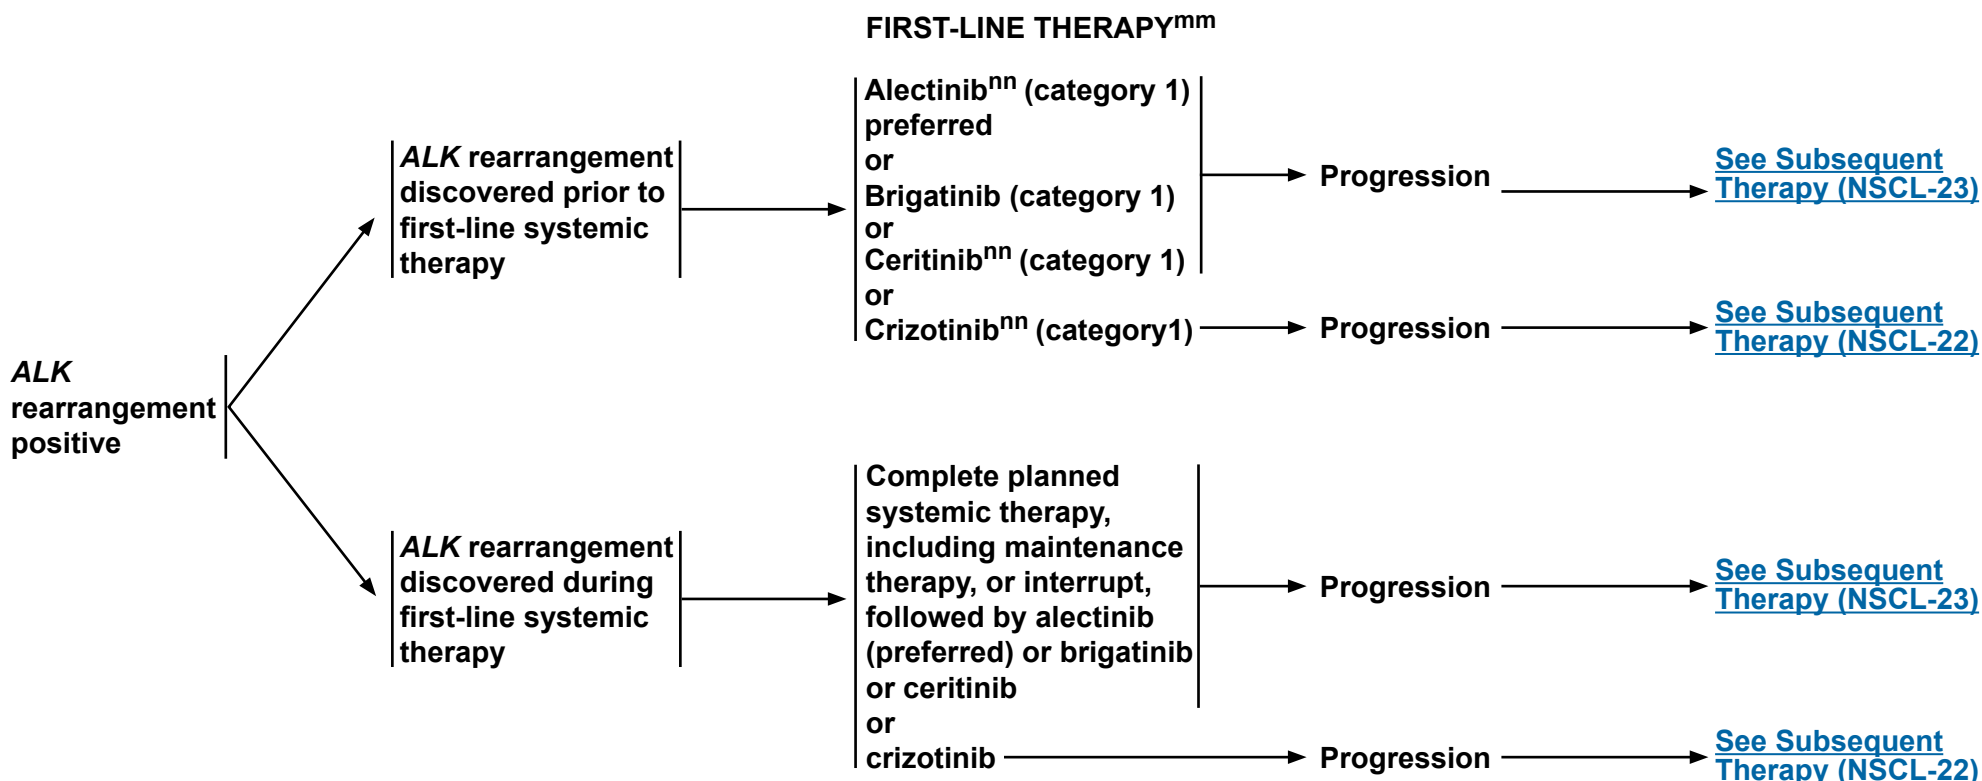 FIRST-LINE THERAPYmm
ALK
rearrangement
positive
ALK rearrangement
discovered prior to
first-line systemic
therapy
Alectinibnn (category 1)
preferred
or
Brigatinib (category 1)
or
Ceritinibnn (category 1)
or
Crizotinibnn (category1)
Progression
See Subsequent
Therapy (NSCL-23)
Progression
See Subsequent
Therapy (NSCL-22)
ALK rearrangement
discovered during
first-line systemic
therapy
Complete planned
systemic therapy,
including maintenance
therapy, or interrupt,
followed by alectinib
(preferred) or brigatinib
or ceritinib
or
crizotinib
Progression
See Subsequent
Therapy (NSCL-23)
Progression
See Subsequent
Therapy (NSCL-22)